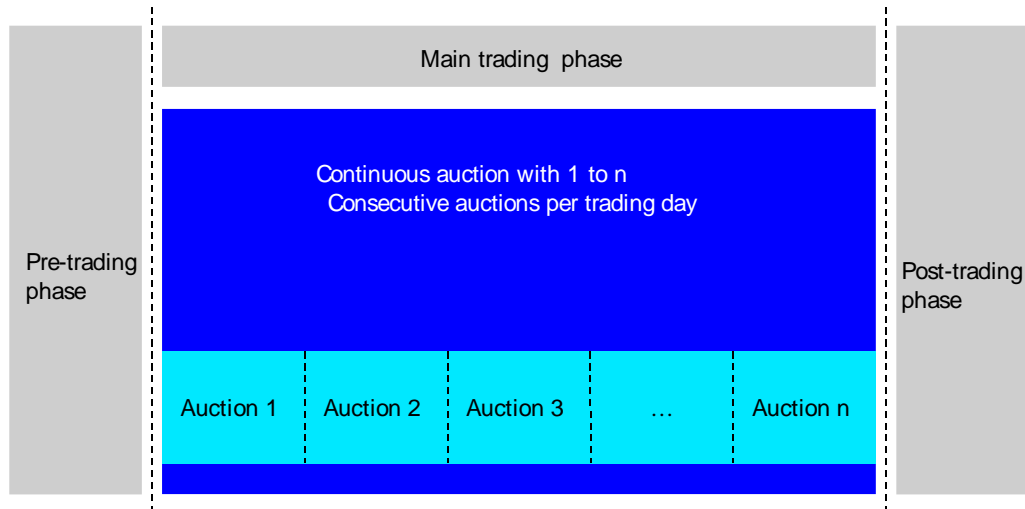 Main trading phase
Continuous auction with 1 to n
Consecutive auctions per trading day
Pre-trading
phase
Post-trading
phase
Auction 1
Auction 2
Auction 3
…
Auction n